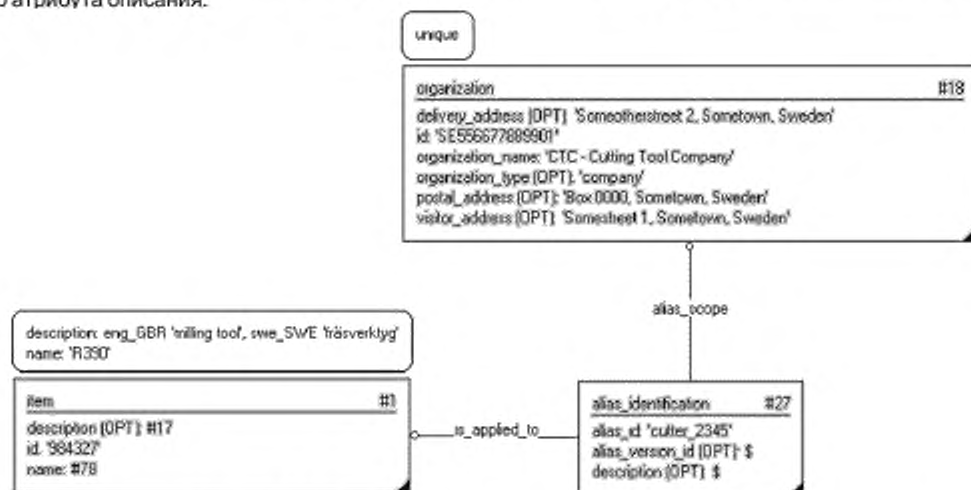 атрибута описания.
unique
organization #18
delivery_address (OPT) 'Someotherstreet 2, Sometown, Sweden'
id: 'SE556677889901'
organization_name: 'CTC - Cutting Tool Company'
organization_type (OPT): 'company'
postal_address (OPT): 'Box 0000, Sometown, Sweden'
visitor_address (OPT) 'Somestreet 1, Sometown, Sweden'
alias_scope
description: eng_GBR 'milling tool', swe_SWE 'fräsverktyg'
name: 'R390'
item #1
description (OPT): #17
id. '984327'
name: #78
is_applied_to
alias_identification #27
alias_id 'cutter_2345'
alias_version_id (OPT): $
description (OPT) $